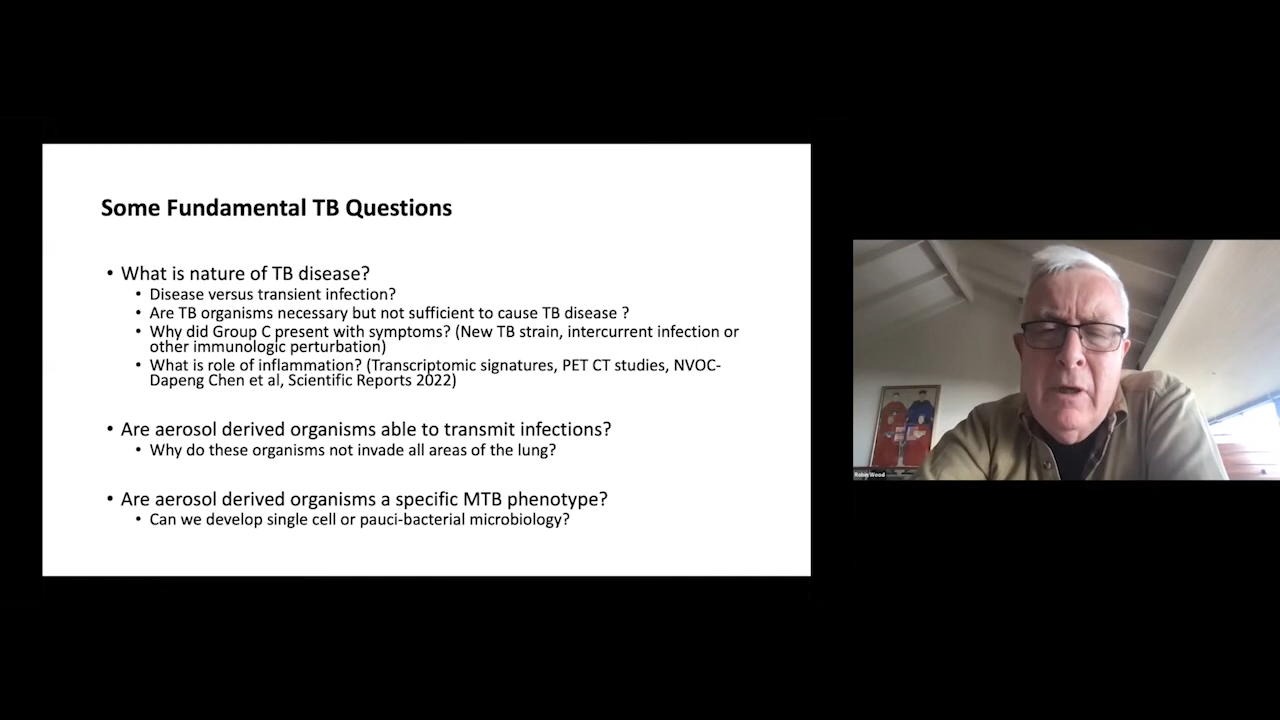 Some Fundamental TB Questions
• What is nature of TB disease?
• Disease versus transient infection?
• Are TB organisms necessary but not sufficient to cause TB disease ?
• Why did Group C present with symptoms? (New TB strain, intercurrent infection or
other immunologic perturbation)
• What is role of inflammation? (Transcriptomic signatures, PET CT studies, NVOC-
Dapeng Chen et al, Scientific Reports 2022)
• Are aerosol derived organisms able to transmit infections?
• Why do these organisms not invade all areas of the lung?
• Are aerosol derived organisms a specific MTB phenotype?
• Can we develop single cell or pauci-bacterial microbiology?
Robin Wood